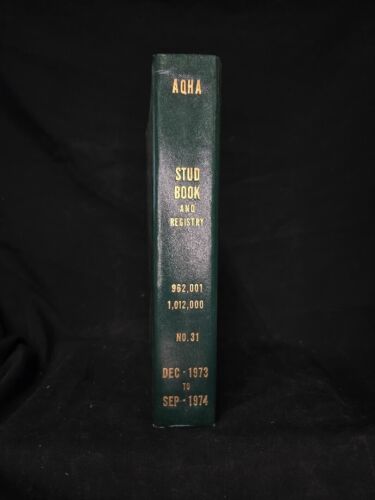 AQHA
STUD
BOOK
AND
REGISTRY
962,001
1,012,000
NO. 31
DEC - 1973
TO
SEP - 1974